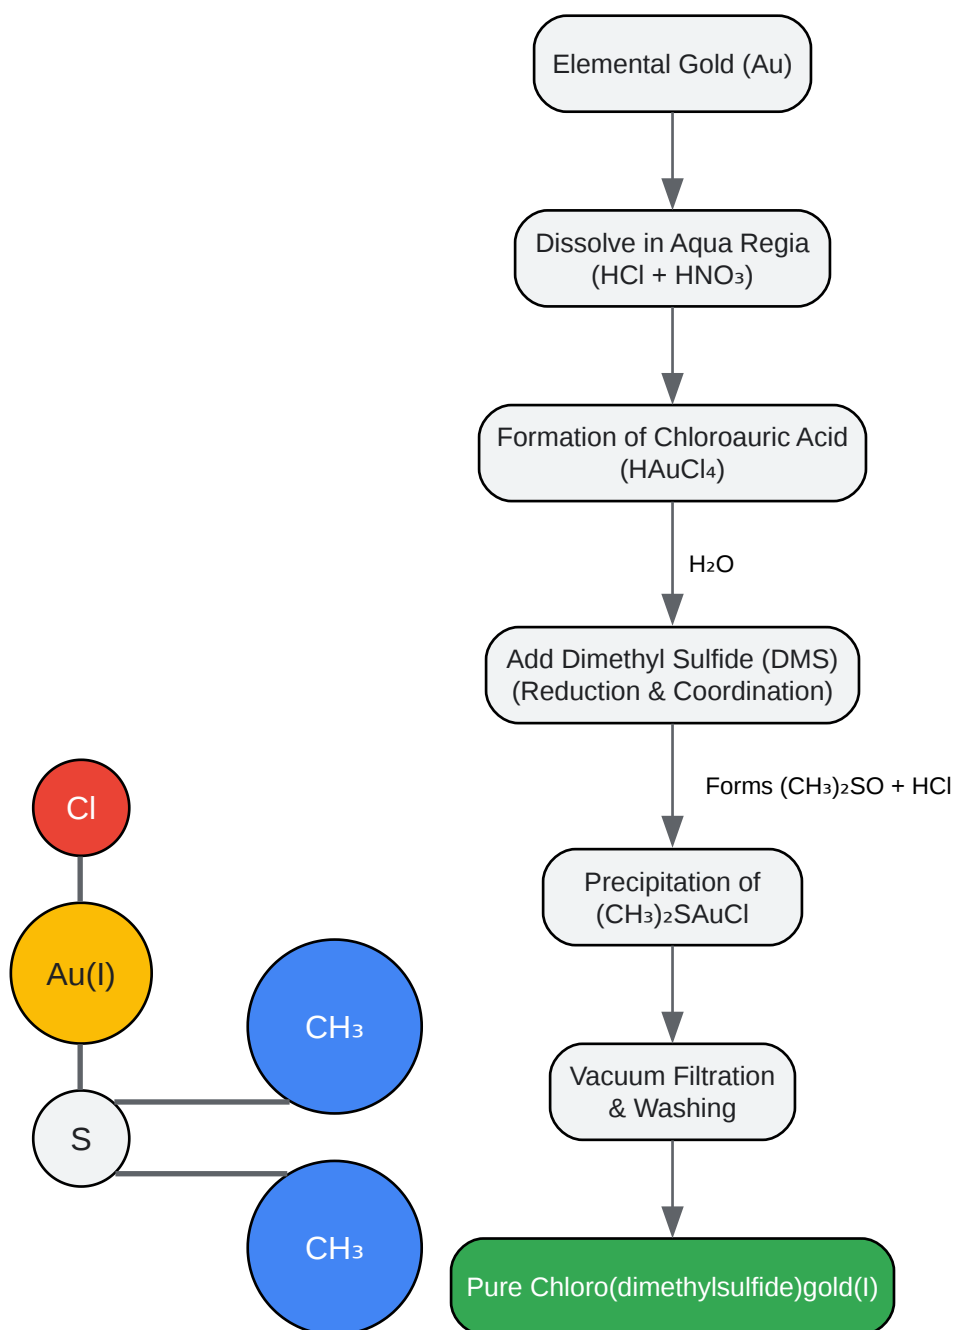 Elemental Gold (Au)
Dissolve in Aqua Regia
(HCl + HNO₃)
Formation of Chloroauric Acid
(HAuCl₄)
H₂O
Add Dimethyl Sulfide (DMS)
(Reduction & Coordination)
Forms (CH₃)₂SO + HCl
Precipitation of
(CH₃)₂SAuCl
Vacuum Filtration
& Washing
Pure Chloro(dimethylsulfide)gold(I)
Cl
Au(I)
S
CH₃
CH₃